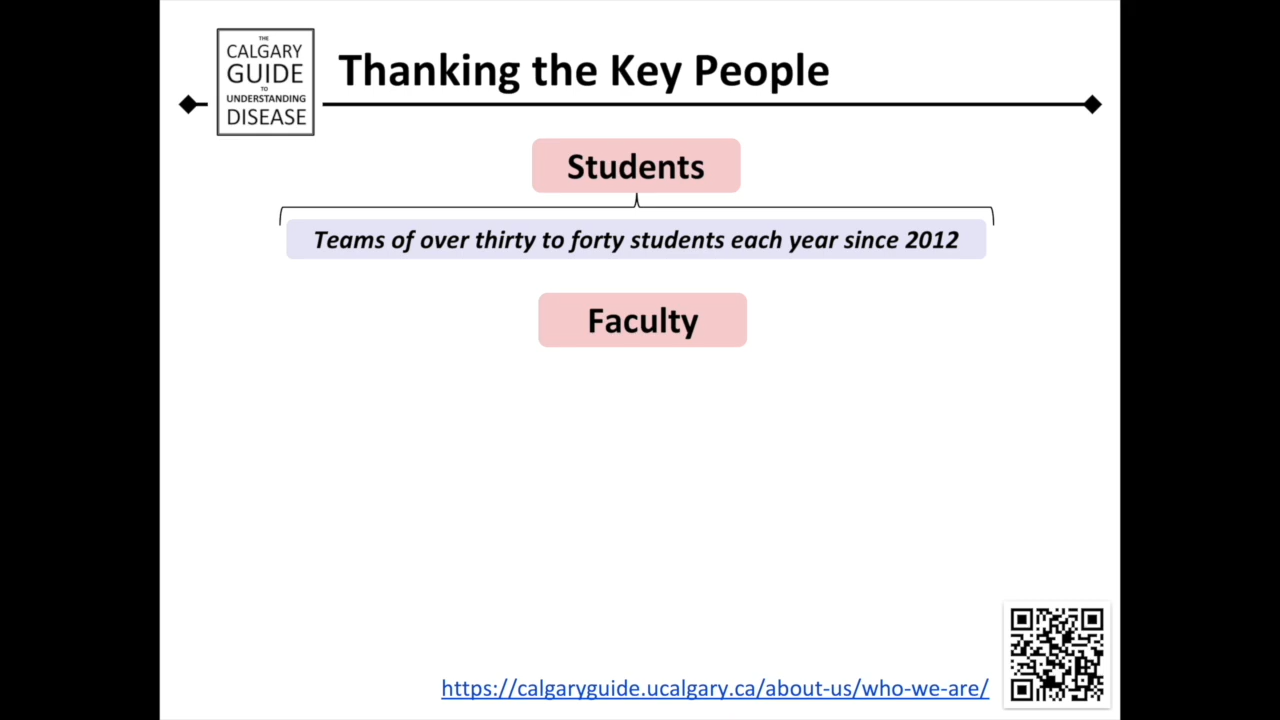 THE
CALGARY
GUIDE
TO
UNDERSTANDING
DISEASE
Thanking the Key People
Students
Teams of over thirty to forty students each year since 2012
Faculty
https://calgaryguide.ucalgary.ca/about-us/who-we-are/